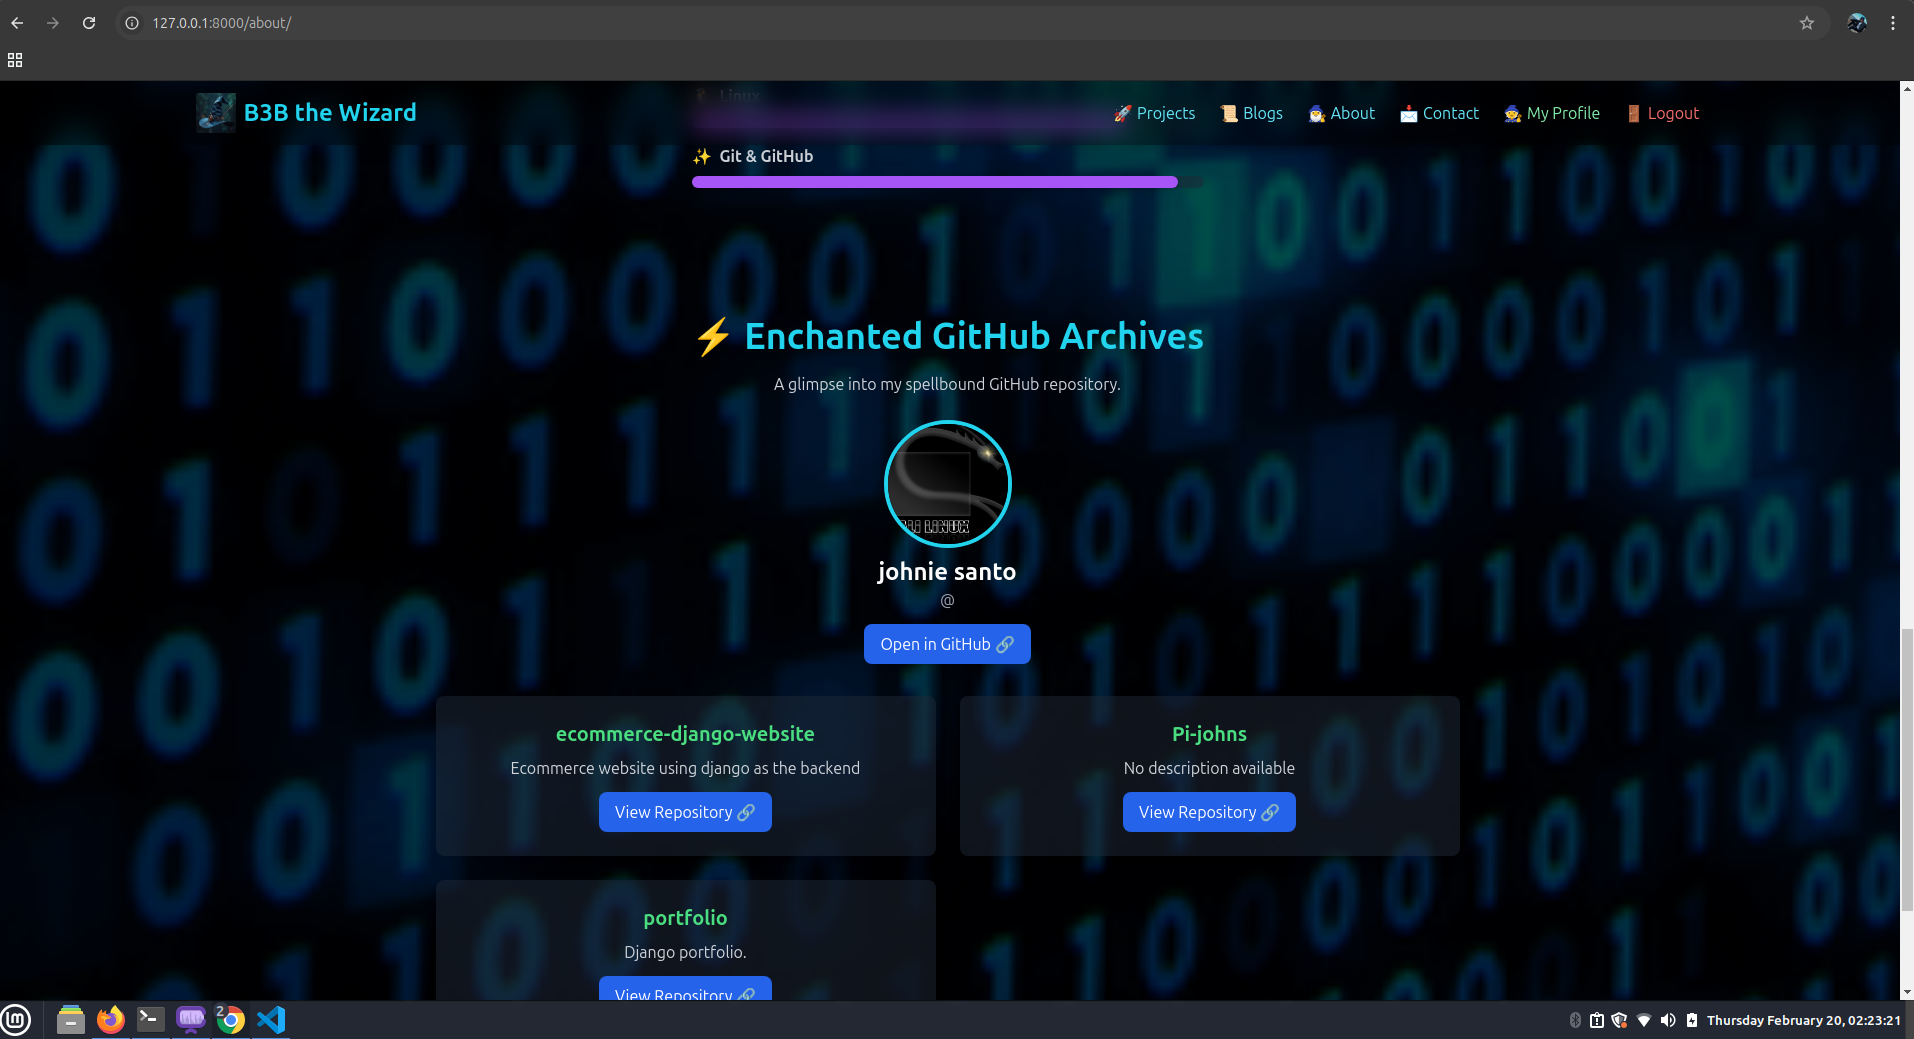 127.0.0.1:8000/about/
B3B the Wizard
Linux
Projects
Blogs
About
Contact
My Profile
Logout
Git & GitHub
Enchanted GitHub Archives
A glimpse into my spellbound GitHub repository.
LI LINUX
johnie santo
@
Open in GitHub
ecommerce-django-website
Ecommerce website using django as the backend
View Repository
Pi-johns
No description available
View Repository
portfolio
Django portfolio.
View Repository
2
Thursday February 20, 02:23:21